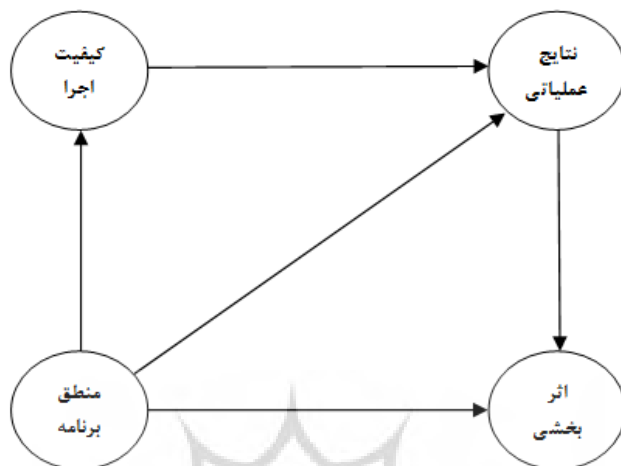 کیفیت
اجرا
نتایج
عملیاتی
منطق
برنامه
اثر
بخشی